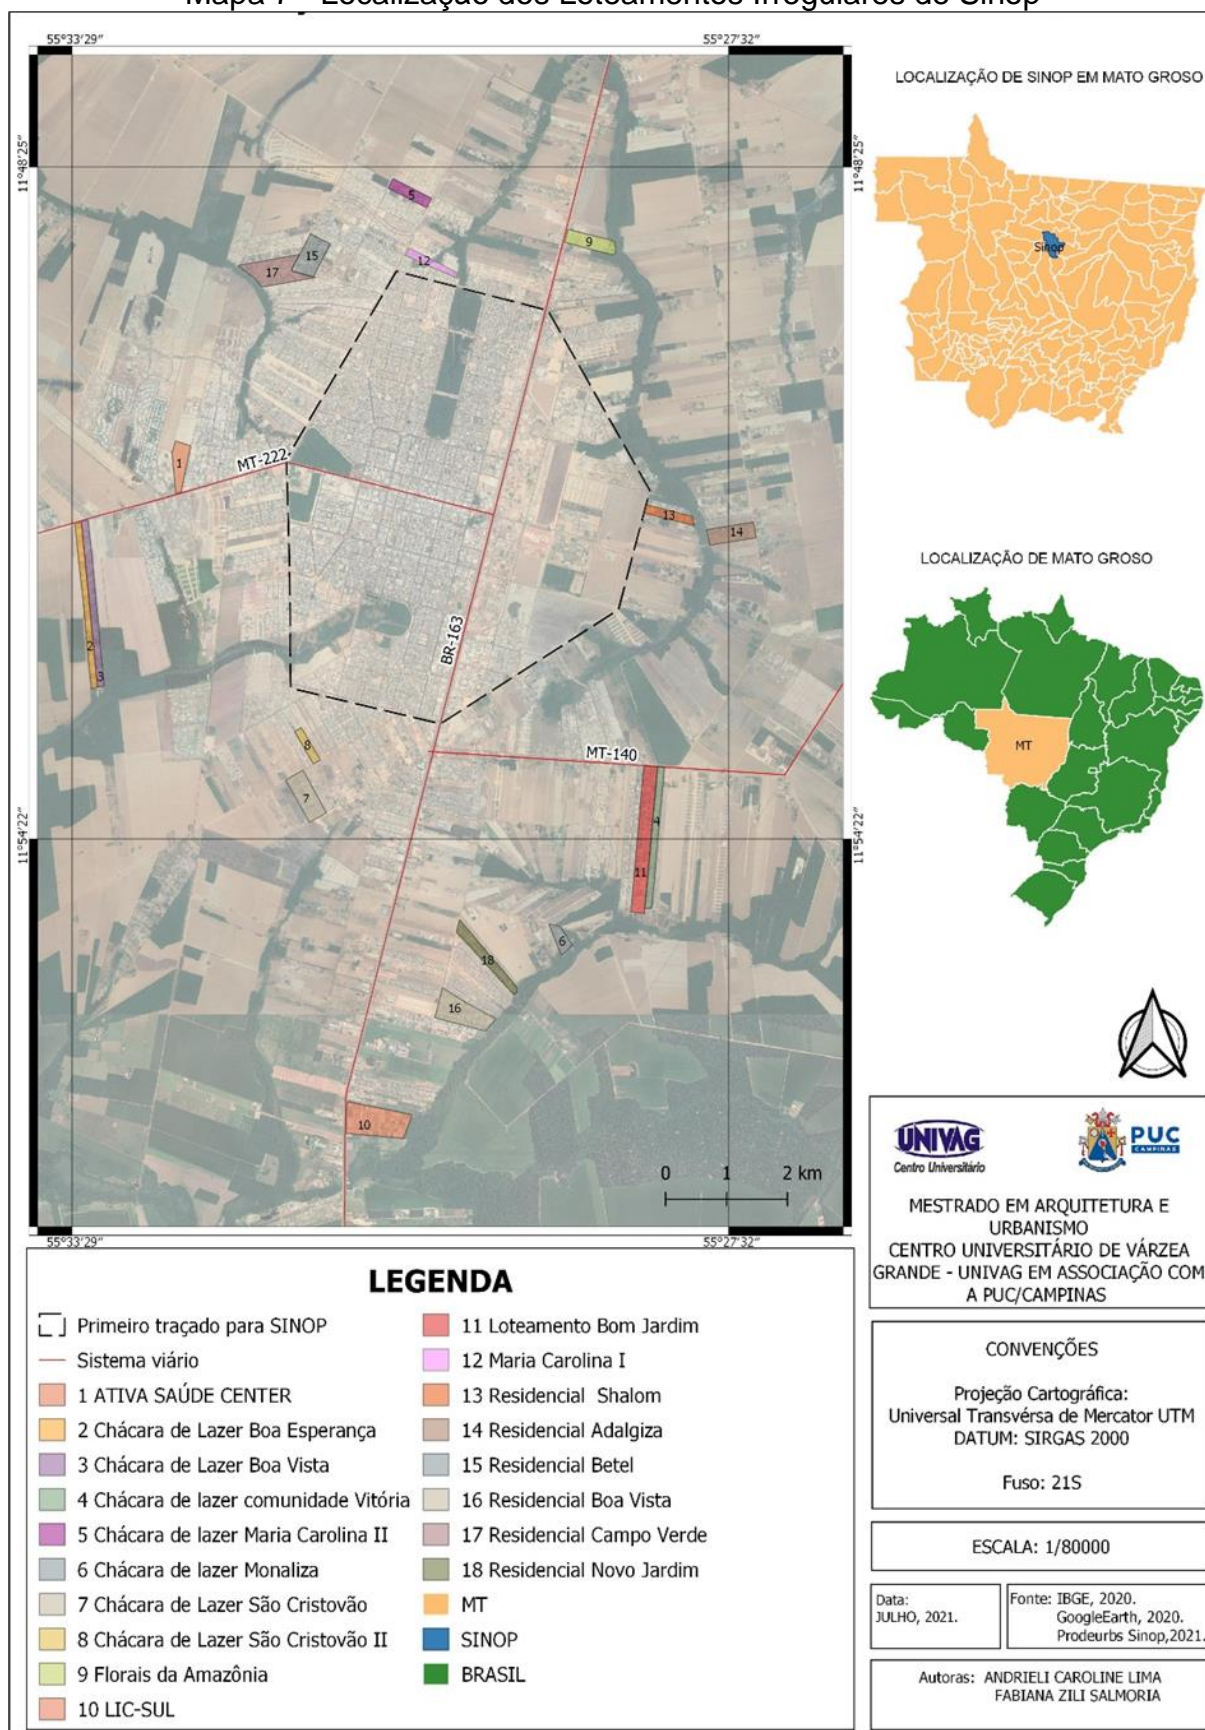 Mapa 7 - Localização dos Loteamentos Irregulares de Sinop
55°33'29"
55°27'32"
11°48'25"
11°48'25"
5
9
12
15
17
1
MT-222
13
14
2
3
BR-163
8
7
MT-140
4
11
11°54'22"
11°54'22"
6
18
16
10
0 1 2 km
55°33'29"
55°27'32"
LOCALIZAÇÃO DE SINOP EM MATO GROSO
Sinop
LOCALIZAÇÃO DE MATO GROSO
MT
LEGENDA
Primeiro traçado para SINOP
Sistema viário
1 ATIVA SAÚDE CENTER
2 Chácara de Lazer Boa Esperança
3 Chácara de Lazer Boa Vista
4 Chácara de lazer comunidade Vitória
5 Chácara de lazer Maria Carolina II
6 Chácara de lazer Monaliza
7 Chácara de Lazer São Cristovão
8 Chácara de Lazer São Cristovão II
9 Florais da Amazônia
10 LIC-SUL
11 Loteamento Bom Jardim
12 Maria Carolina I
13 Residencial Shalom
14 Residencial Adalgiza
15 Residencial Betel
16 Residencial Boa Vista
17 Residencial Campo Verde
18 Residencial Novo Jardim
MT
SINOP
BRASIL
UNIVAG
Centro Universitário
PUC
CAMPINAS
MESTRADO EM ARQUITETURA E
URBANISMO
CENTRO UNIVERSITÁRIO DE VÁRZEA
GRANDE - UNIVAG EM ASSOCIAÇÃO COM
A PUC/CAMPINAS
CONVENÇÕES
Projeção Cartográfica:
Universal Transvérsa de Mercator UTM
DATUM: SIRGAS 2000
Fuso: 21S
ESCALA: 1/80000
Data:
JULHO, 2021.
Fonte: IBGE, 2020.
GoogleEarth, 2020.
Prodeurbs Sinop,2021.
Autoras: ANDRIELI CAROLINE LIMA
FABIANA ZILI SALMORIA